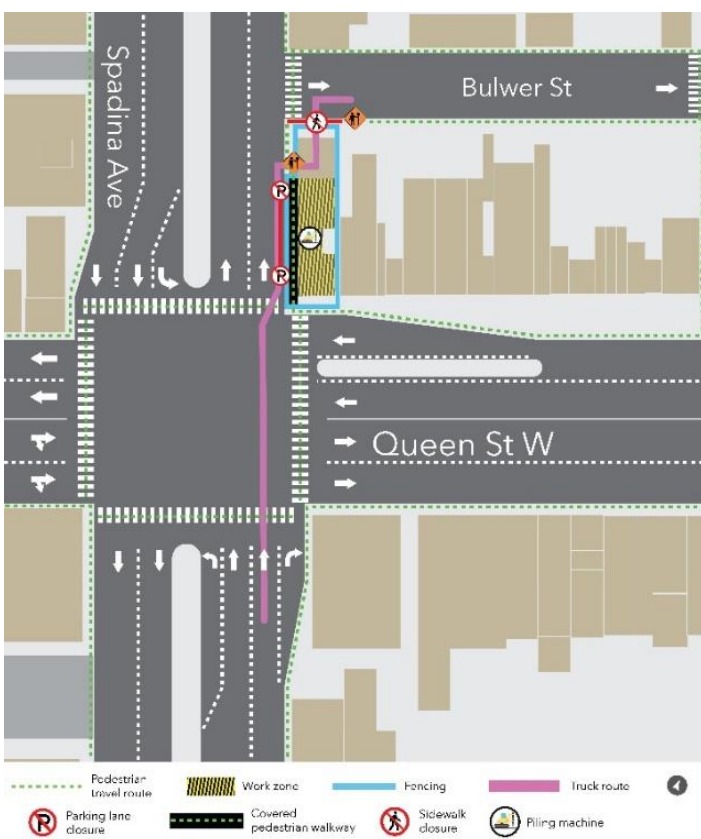 Spadina Ave
Bulwer St
Queen St W
Pedestrian
travel route
Work zone
Fencing
Truck route
Parking lane
closure
Covered
pedestrian walkway
Sidewalk
closure
Piling machine